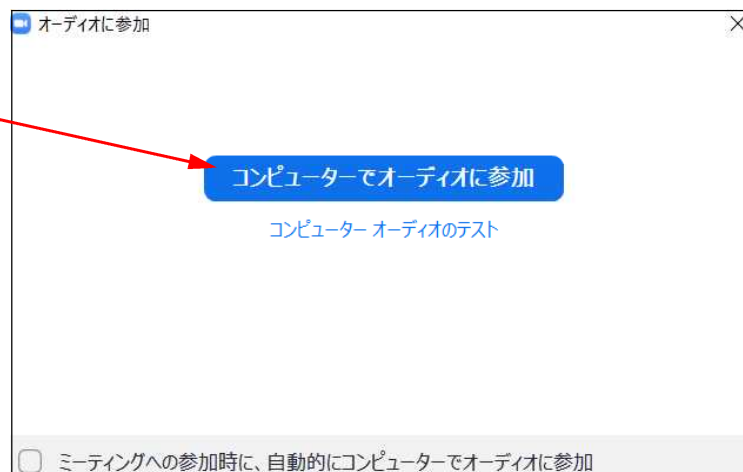 オーディオに参加
コンピューターでオーディオに参加
コンピューター オーディオのテスト
ミーティングへの参加時に、自動的にコンピューターでオーディオに参加